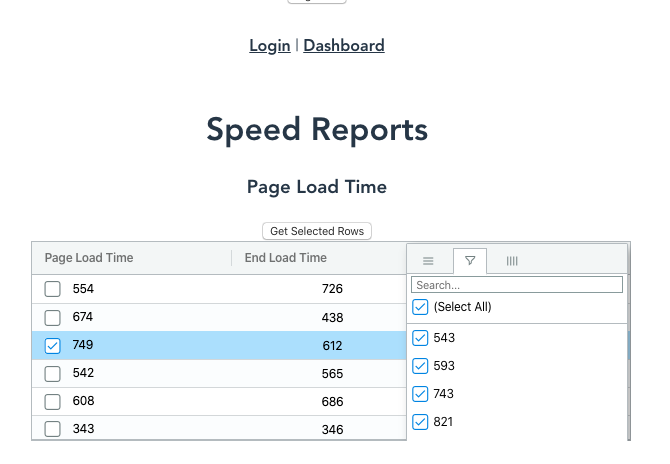 Login | Dashboard
Speed Reports
Page Load Time
Get Selected Rows
Page Load Time End Load Time
554 726
674 438
749 612
542 565
608 686
343 346
Search...
(Select All)
543
593
743
821